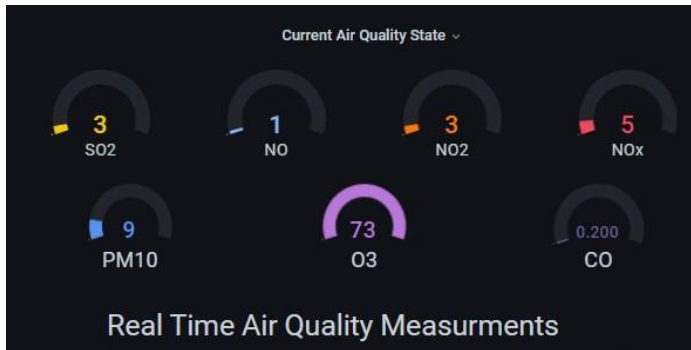 Current Air Quality State
3 1 3 5
SO2 NO NO2 NOx
9 73 0.200
PM10 O3 CO
Real Time Air Quality Measurments